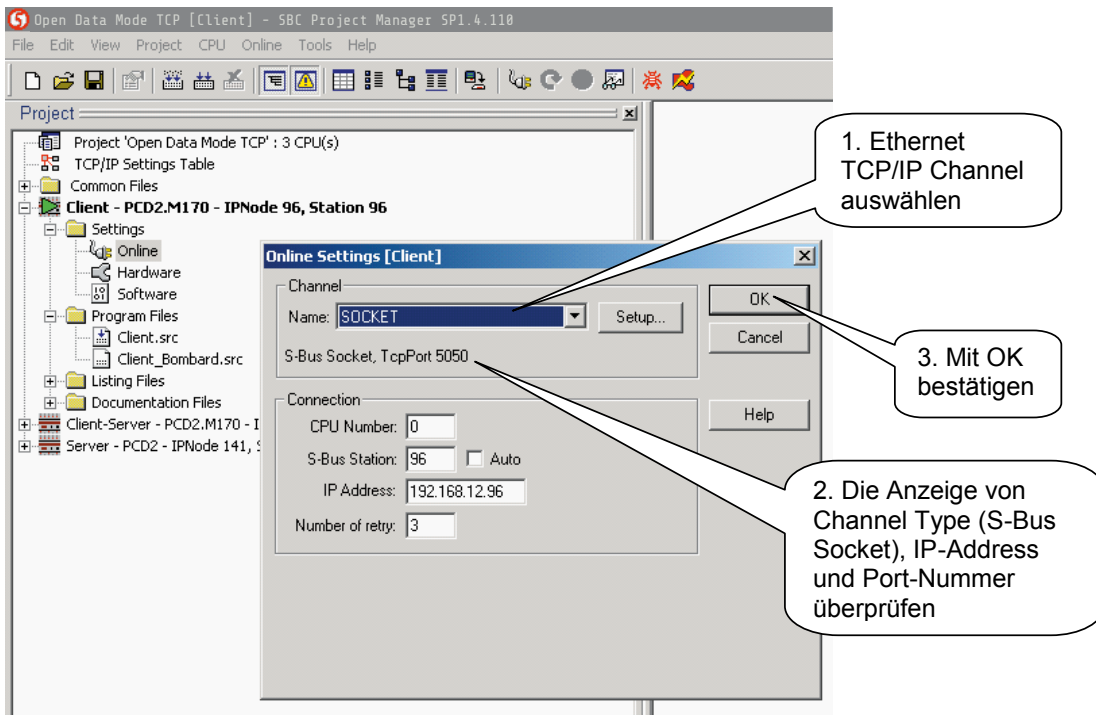 Open Data Mode TCP [Client] - SBC Project Manager SP1.4.110
File Edit View Project CPU Online Tools Help
Project
Project 'Open Data Mode TCP' : 3 CPU(s)
TCP/IP Settings Table
Common Files
Client - PCD2.M170 - IPNode 96, Station 96
Settings
Online
Hardware
Software
Program Files
Client.src
Client_Bombard.src
Listing Files
Documentation Files
Client-Server - PCD2.M170 - I
Server - PCD2 - IPNode 141, S
Online Settings [Client]
Channel
Name: SOCKET
Setup...
S-Bus Socket, TcpPort 5050
Connection
CPU Number: 0
S-Bus Station: 96 Auto
IP Address: 192.168.12.96
Number of retry: 3
OK
Cancel
Help
1. Ethernet
TCP/IP Channel
auswählen
3. Mit OK
bestätigen
2. Die Anzeige von
Channel Type (S-Bus
Socket), IP-Address
und Port-Nummer
überprüfen